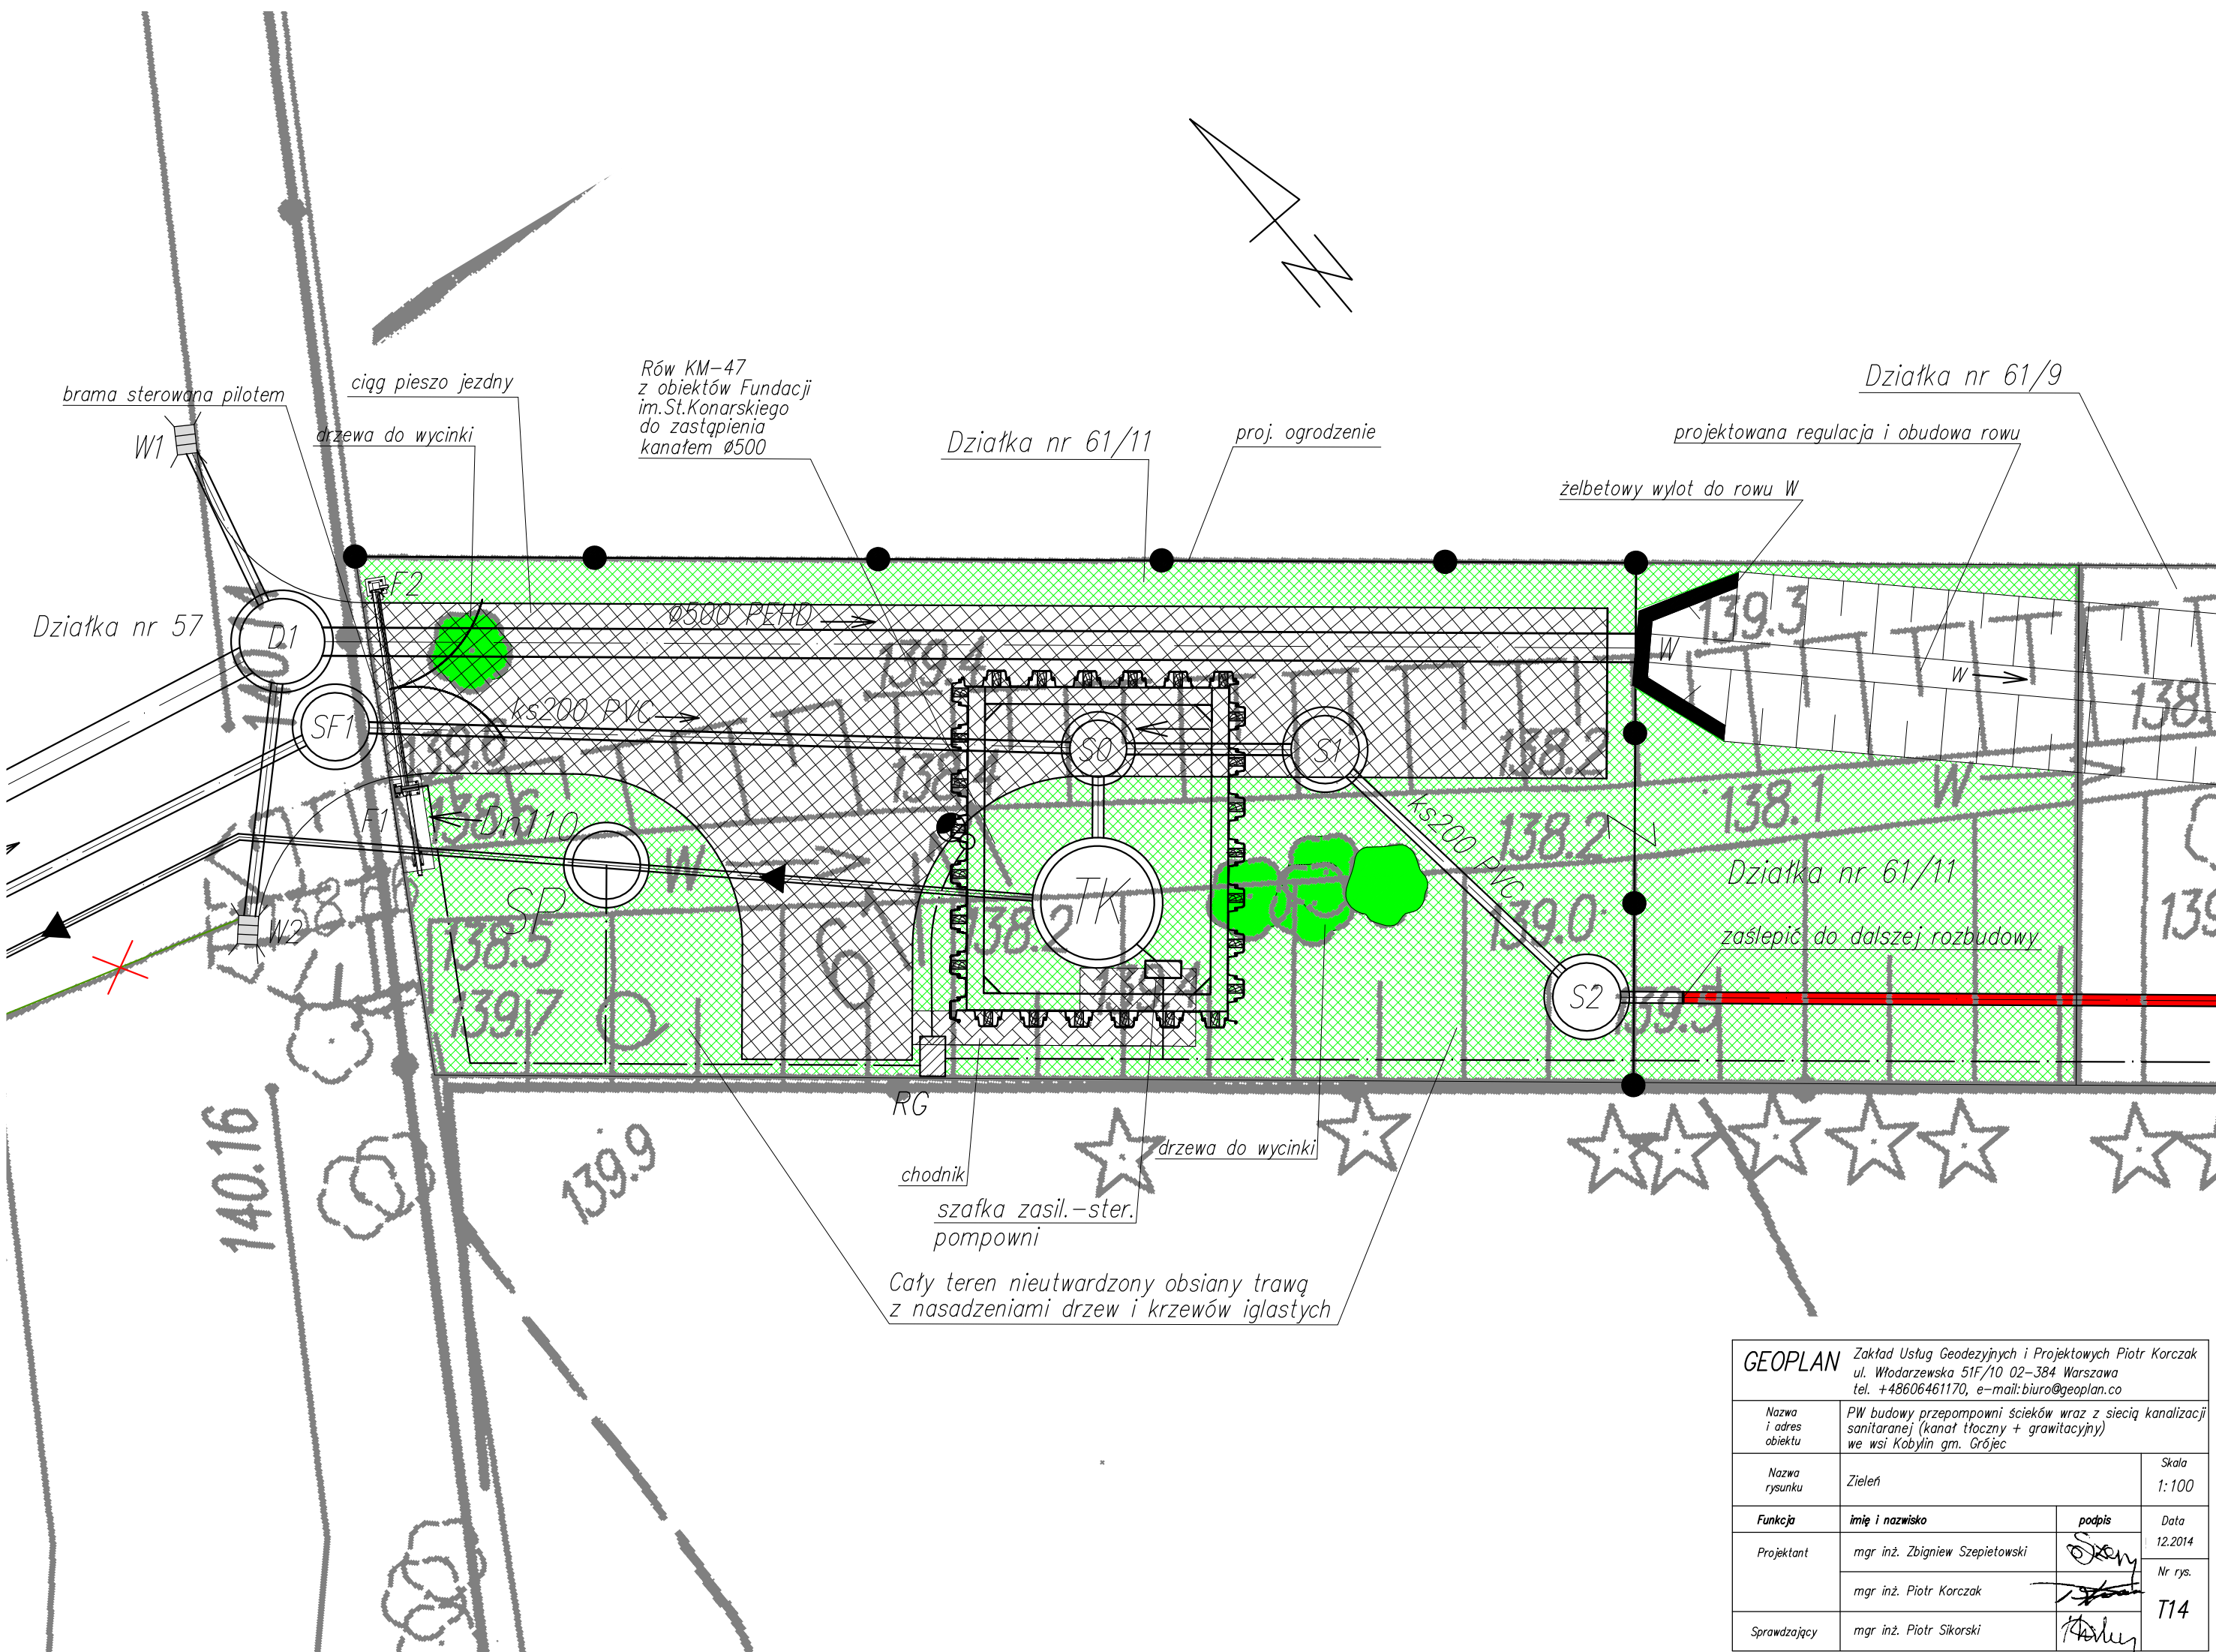 brama sterowana pilotem
ciąg pieszo jezdny
drzewa do wycinki
Rów KM-47
z obiektów Fundacji
im.St.Konarskiego
do zastąpienia
kanałem ø500
Działka nr 61/11
proj. ogrodzenie
Działka nr 61/9
projektowana regulacja i obudowa rowu
żelbetowy wylot do rowu W
W1
Działka nr 57
D1
F2
ø500 PEHD
139.4
139.3
W
W
138.
SF1
ks200 PVC
139.6
S0
S1
138.2
138.4
138.1
W
F1
138.6
Dn110
ks200 PVC
138.2
Działka nr 61/11
W
SP
TK
W2
138.5
138.2
139.0
139
zaślepić do dalszej rozbudowy
139.7
S2
139.5
RG
140.16
139.9
drzewa do wycinki
chodnik
szafka zasil.-ster.
pompowni
Cały teren nieutwardzony obsiany trawą
z nasadzeniami drzew i krzewów iglastych
GEOPLAN
Zakład Usług Geodezyjnych i Projektowych Piotr Korczak
ul. Włodarzewska 51F/10 02-384 Warszawa
tel. +48606461170, e-mail:biuro@geoplan.co
Nazwa
i adres
obiektu
PW budowy przepompowni ścieków wraz z siecią kanalizacji
sanitaranej (kanał tłoczny + grawitacyjny)
we wsi Kobylin gm. Grójec
Nazwa
rysunku
Zieleń
Skala
1:100
Funkcja
imię i nazwisko
podpis
Data
12.2014
Projektant
mgr inż. Zbigniew Szepietowski
mgr inż. Piotr Korczak
Nr rys.
T14
Sprawdzający
mgr inż. Piotr Sikorski